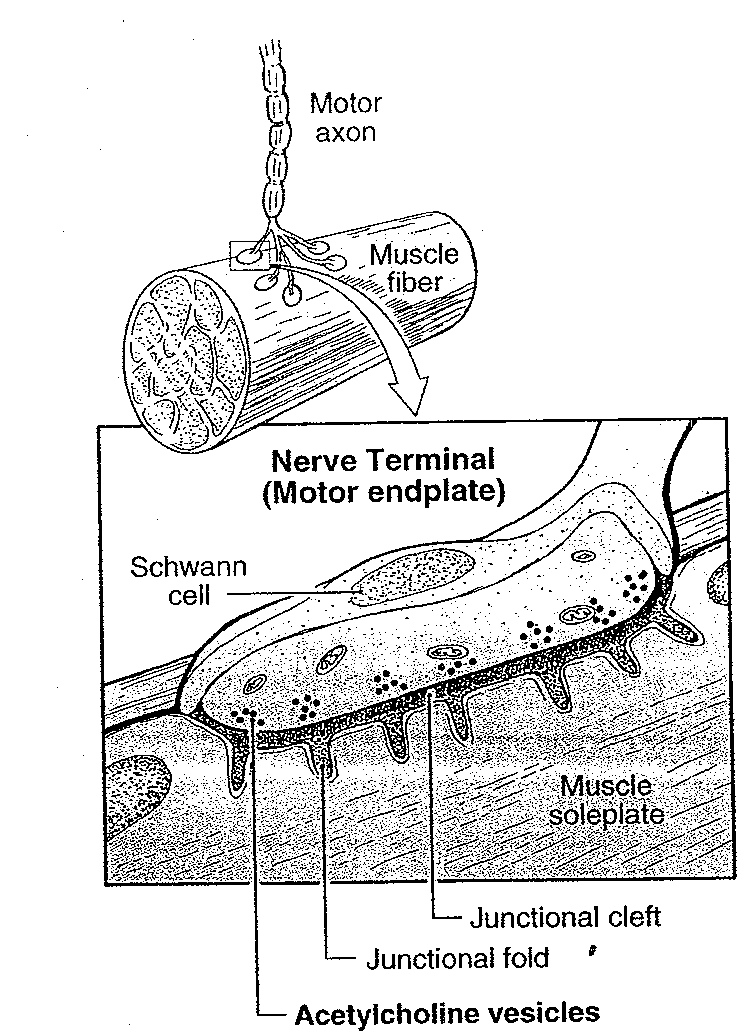 Motor
axon
Muscle
fiber
Nerve Terminal
(Motor endplate)
Schwann
cell
Muscle
soleplate
Junctional cleft
Junctional fold
Acetylcholine vesicles